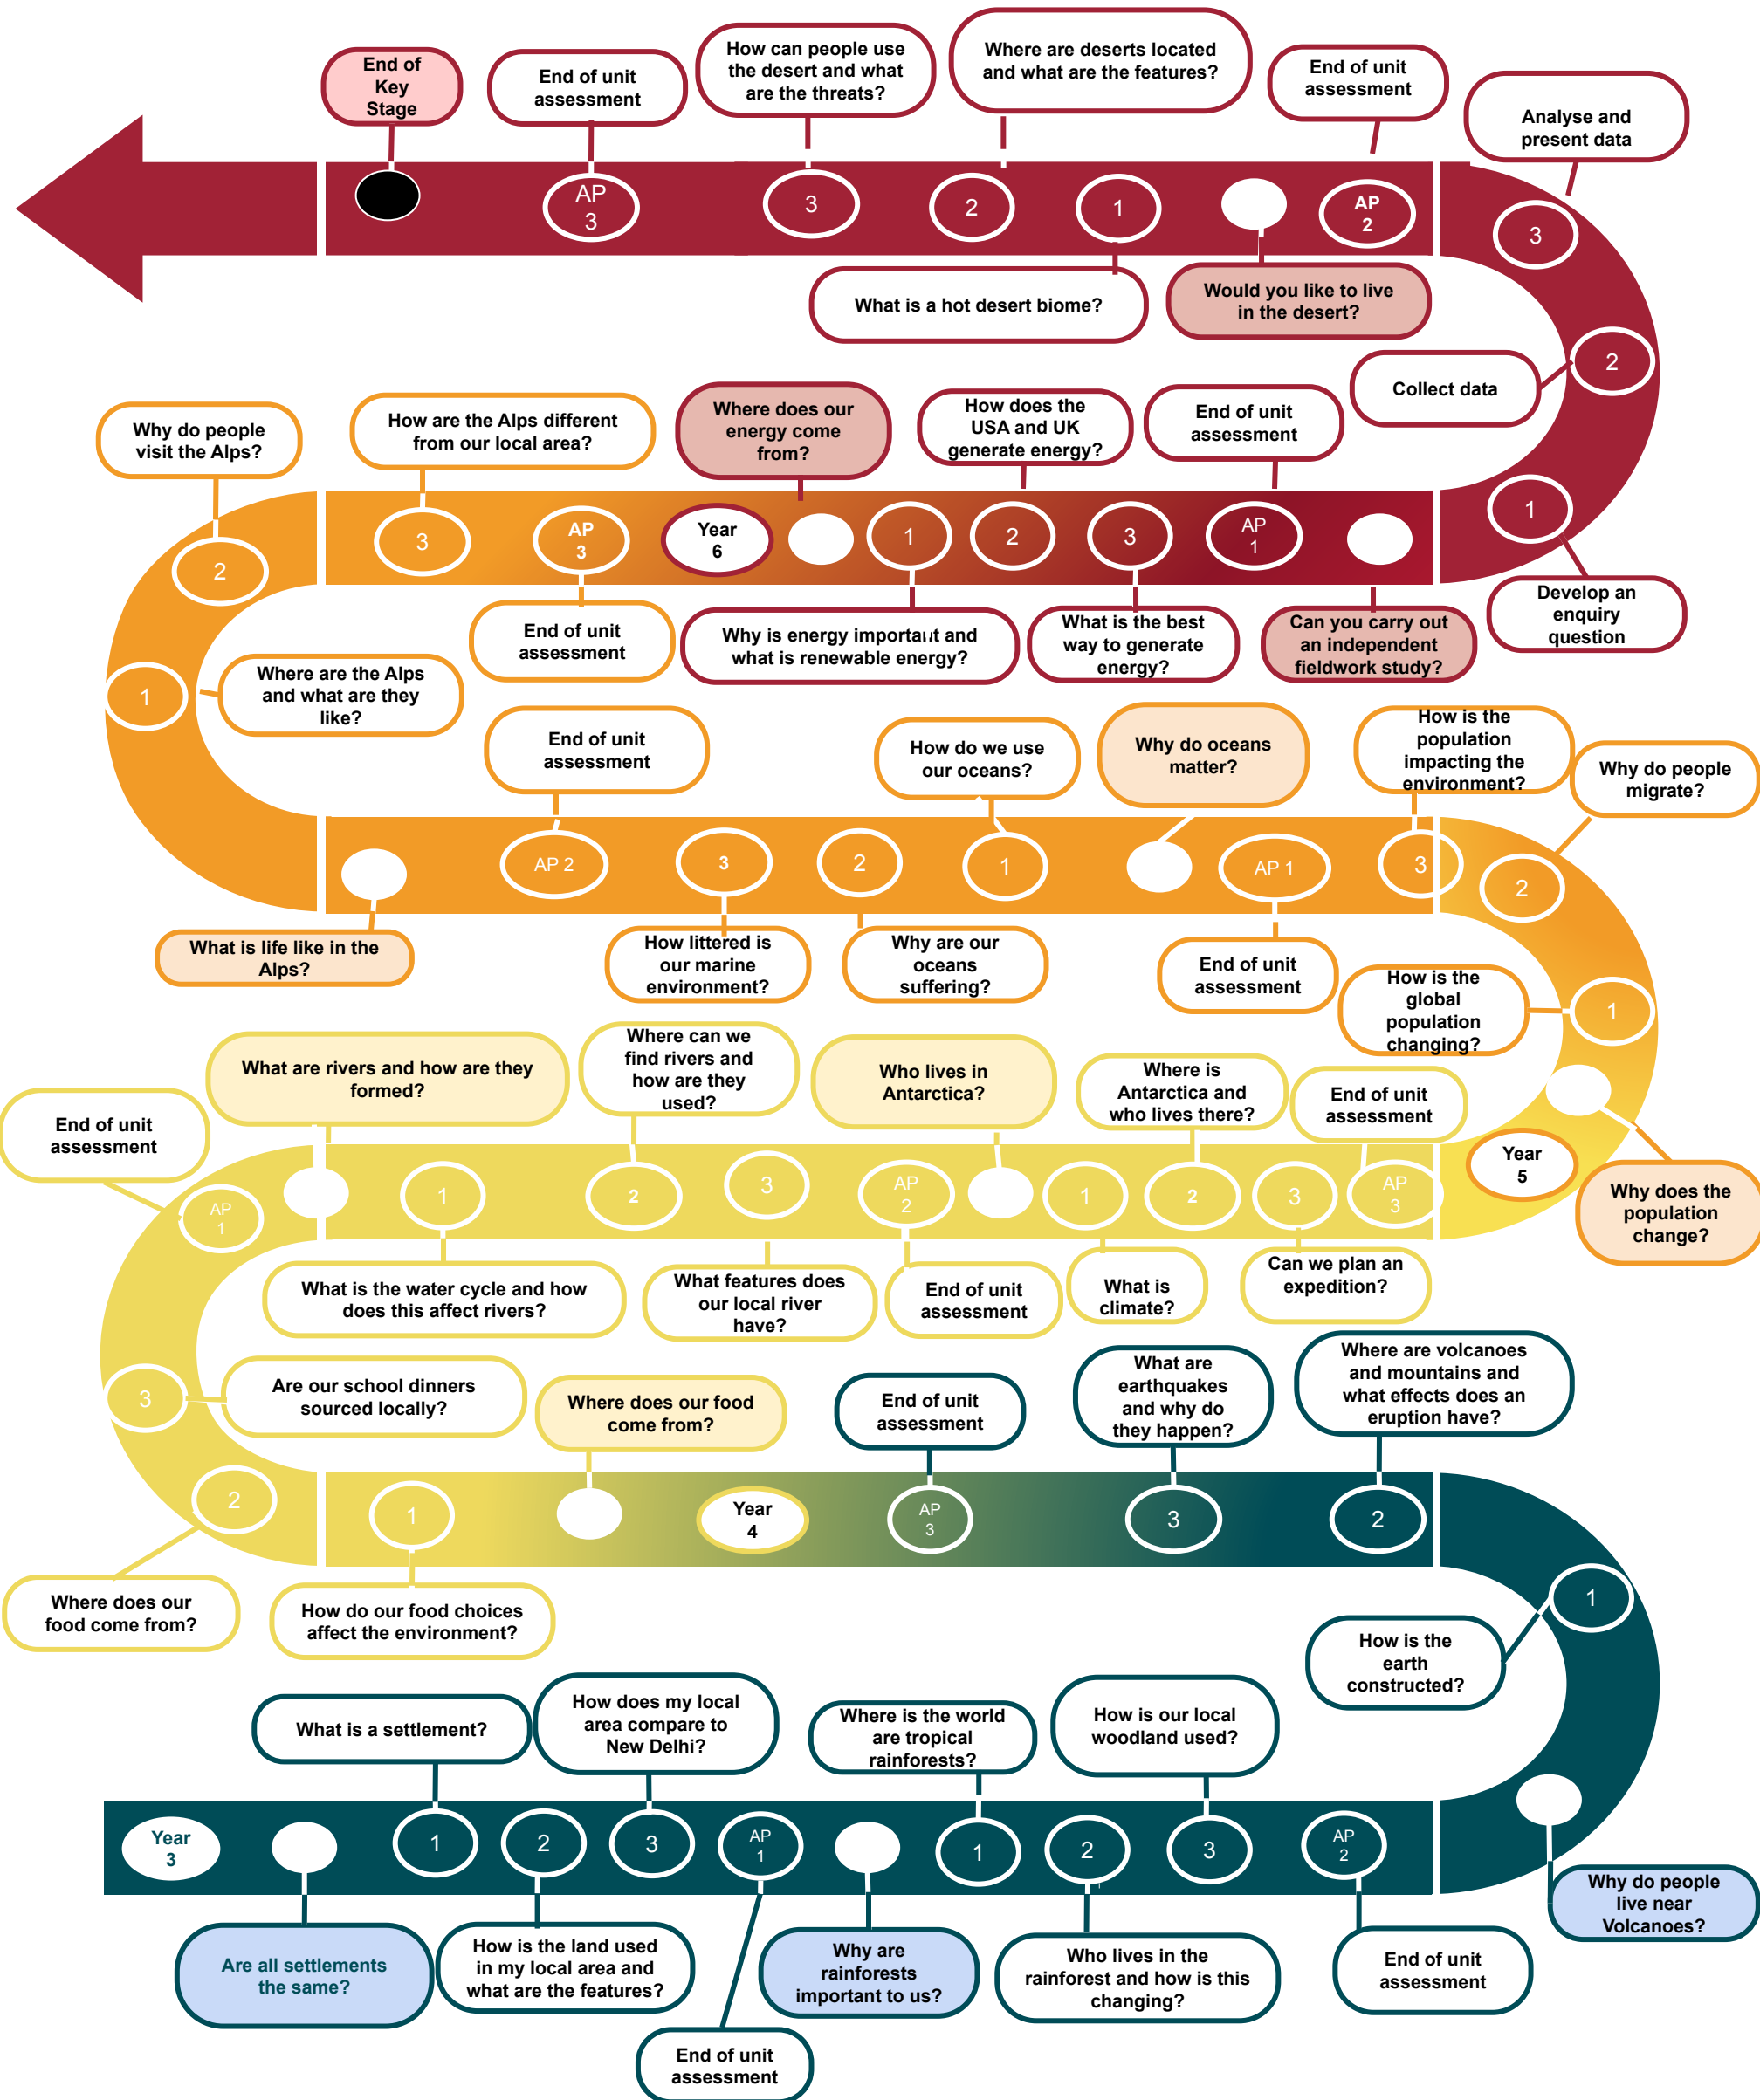 End of
Key
Stage
End of unit
assessment
How can people use
the desert and what
are the threats?
Where are deserts located
and what are the features?
End of unit
assessment
Analyse and
present data
AP
3
3
2
1
AP
2
3
What is a hot desert biome?
Would you like to live
in the desert?
2
Collect data
Why do people
visit the Alps?
How are the Alps different
from our local area?
Where does our
energy come
from?
How does the
USA and UK
generate energy?
End of unit
assessment
2
3
AP
3
Year
6
1
2
3
AP
1
1
End of unit
assessment
Why is energy important and
what is renewable energy?
What is the best
way to generate
energy?
Can you carry out
an independent
fieldwork study?
Develop an
enquiry
question
1
Where are the Alps
and what are they
like?
End of unit
assessment
How do we use
our oceans?
Why do oceans
matter?
How is the
population
impacting the
environment?
Why do people
migrate?
AP 2
3
2
1
AP 1
3
2
What is life like in the
Alps?
How littered is
our marine
environment?
Why are our
oceans
suffering?
End of unit
assessment
How is the
global
population
changing?
1
End of unit
assessment
What are rivers and how are they
formed?
Where can we
find rivers and
how are they
used?
Who lives in
Antarctica?
Where is
Antarctica and
who lives there?
End of unit
assessment
Year
5
Why does the
population
change?
AP
1
1
2
3
AP
2
1
2
3
AP
3
What is the water cycle and how
does this affect rivers?
What features does
our local river
have?
End of unit
assessment
What is
climate?
Can we plan an
expedition?
3
Are our school dinners
sourced locally?
Where does our food
come from?
End of unit
assessment
What are
earthquakes
and why do
they happen?
Where are volcanoes
and mountains and
what effects does an
eruption have?
2
1
Year
4
AP
3
3
2
1
Where does our
food come from?
How do our food choices
affect the environment?
How is the
earth
constructed?
What is a settlement?
How does my local
area compare to
New Delhi?
Where is the world
are tropical
rainforests?
How is our local
woodland used?
Year
3
1
2
3
AP
1
1
2
3
AP
2
Are all settlements
the same?
How is the land used
in my local area and
what are the features?
End of unit
assessment
Why are
rainforests
important to us?
Who lives in the
rainforest and how is this
changing?
End of unit
assessment
Why do people
live near
Volcanoes?